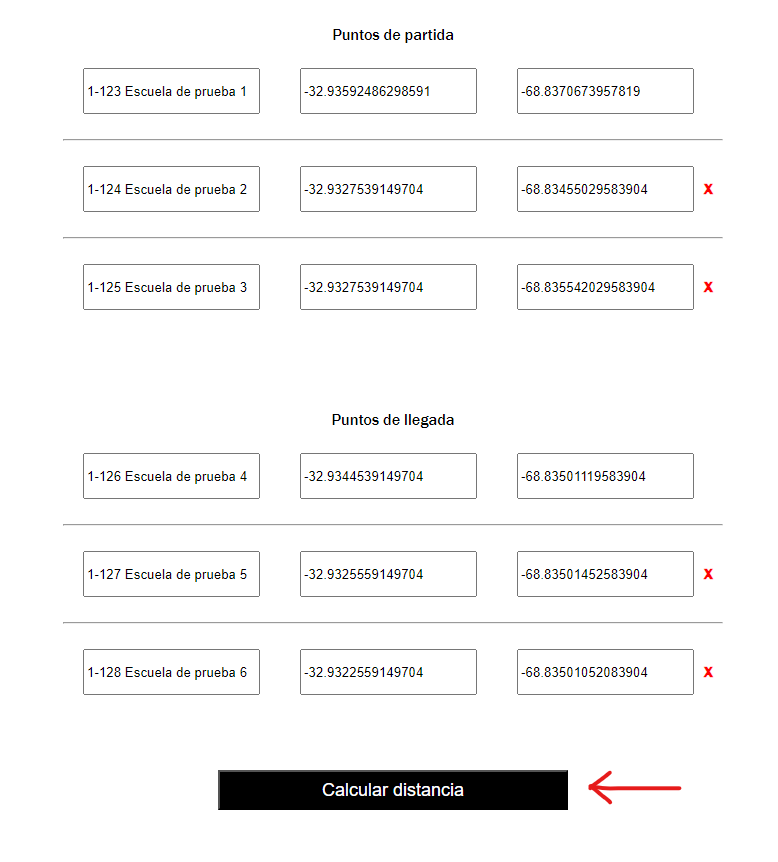 Puntos de partida
1-123 Escuela de prueba 1 -32.93592486298591 -68.8370673957819
1-124 Escuela de prueba 2 -32.9327539149704 -68.83455029583904 X
1-125 Escuela de prueba 3 -32.9327539149704 -68.835542029583904 X
Puntos de llegada
1-126 Escuela de prueba 4 -32.9344539149704 -68.83501119583904
1-127 Escuela de prueba 5 -32.9325559149704 -68.83501452583904 X
1-128 Escuela de prueba 6 -32.9322559149704 -68.83501052083904 X
Calcular distancia